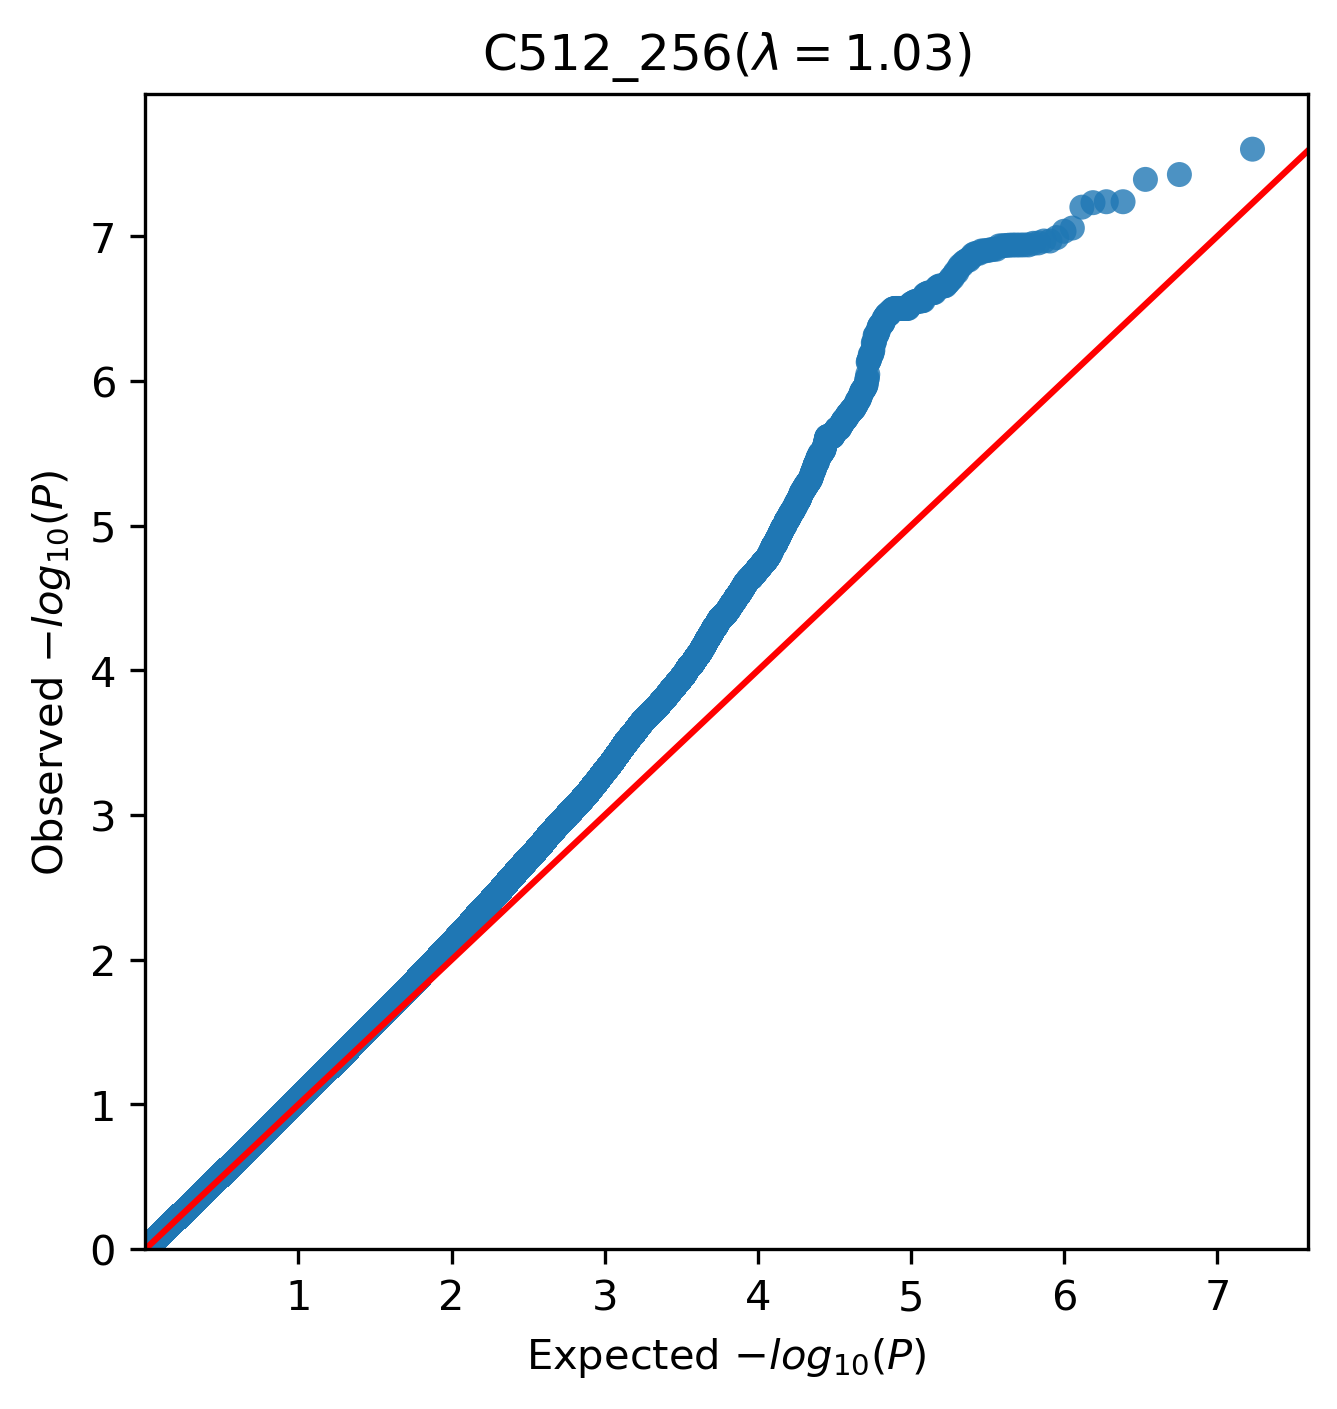 C512_256(λ = 1.03)
Observed −log₁₀(P)
7
6
5
4
3
2
1
0
1 2 3 4 5 6 7
Expected −log₁₀(P)